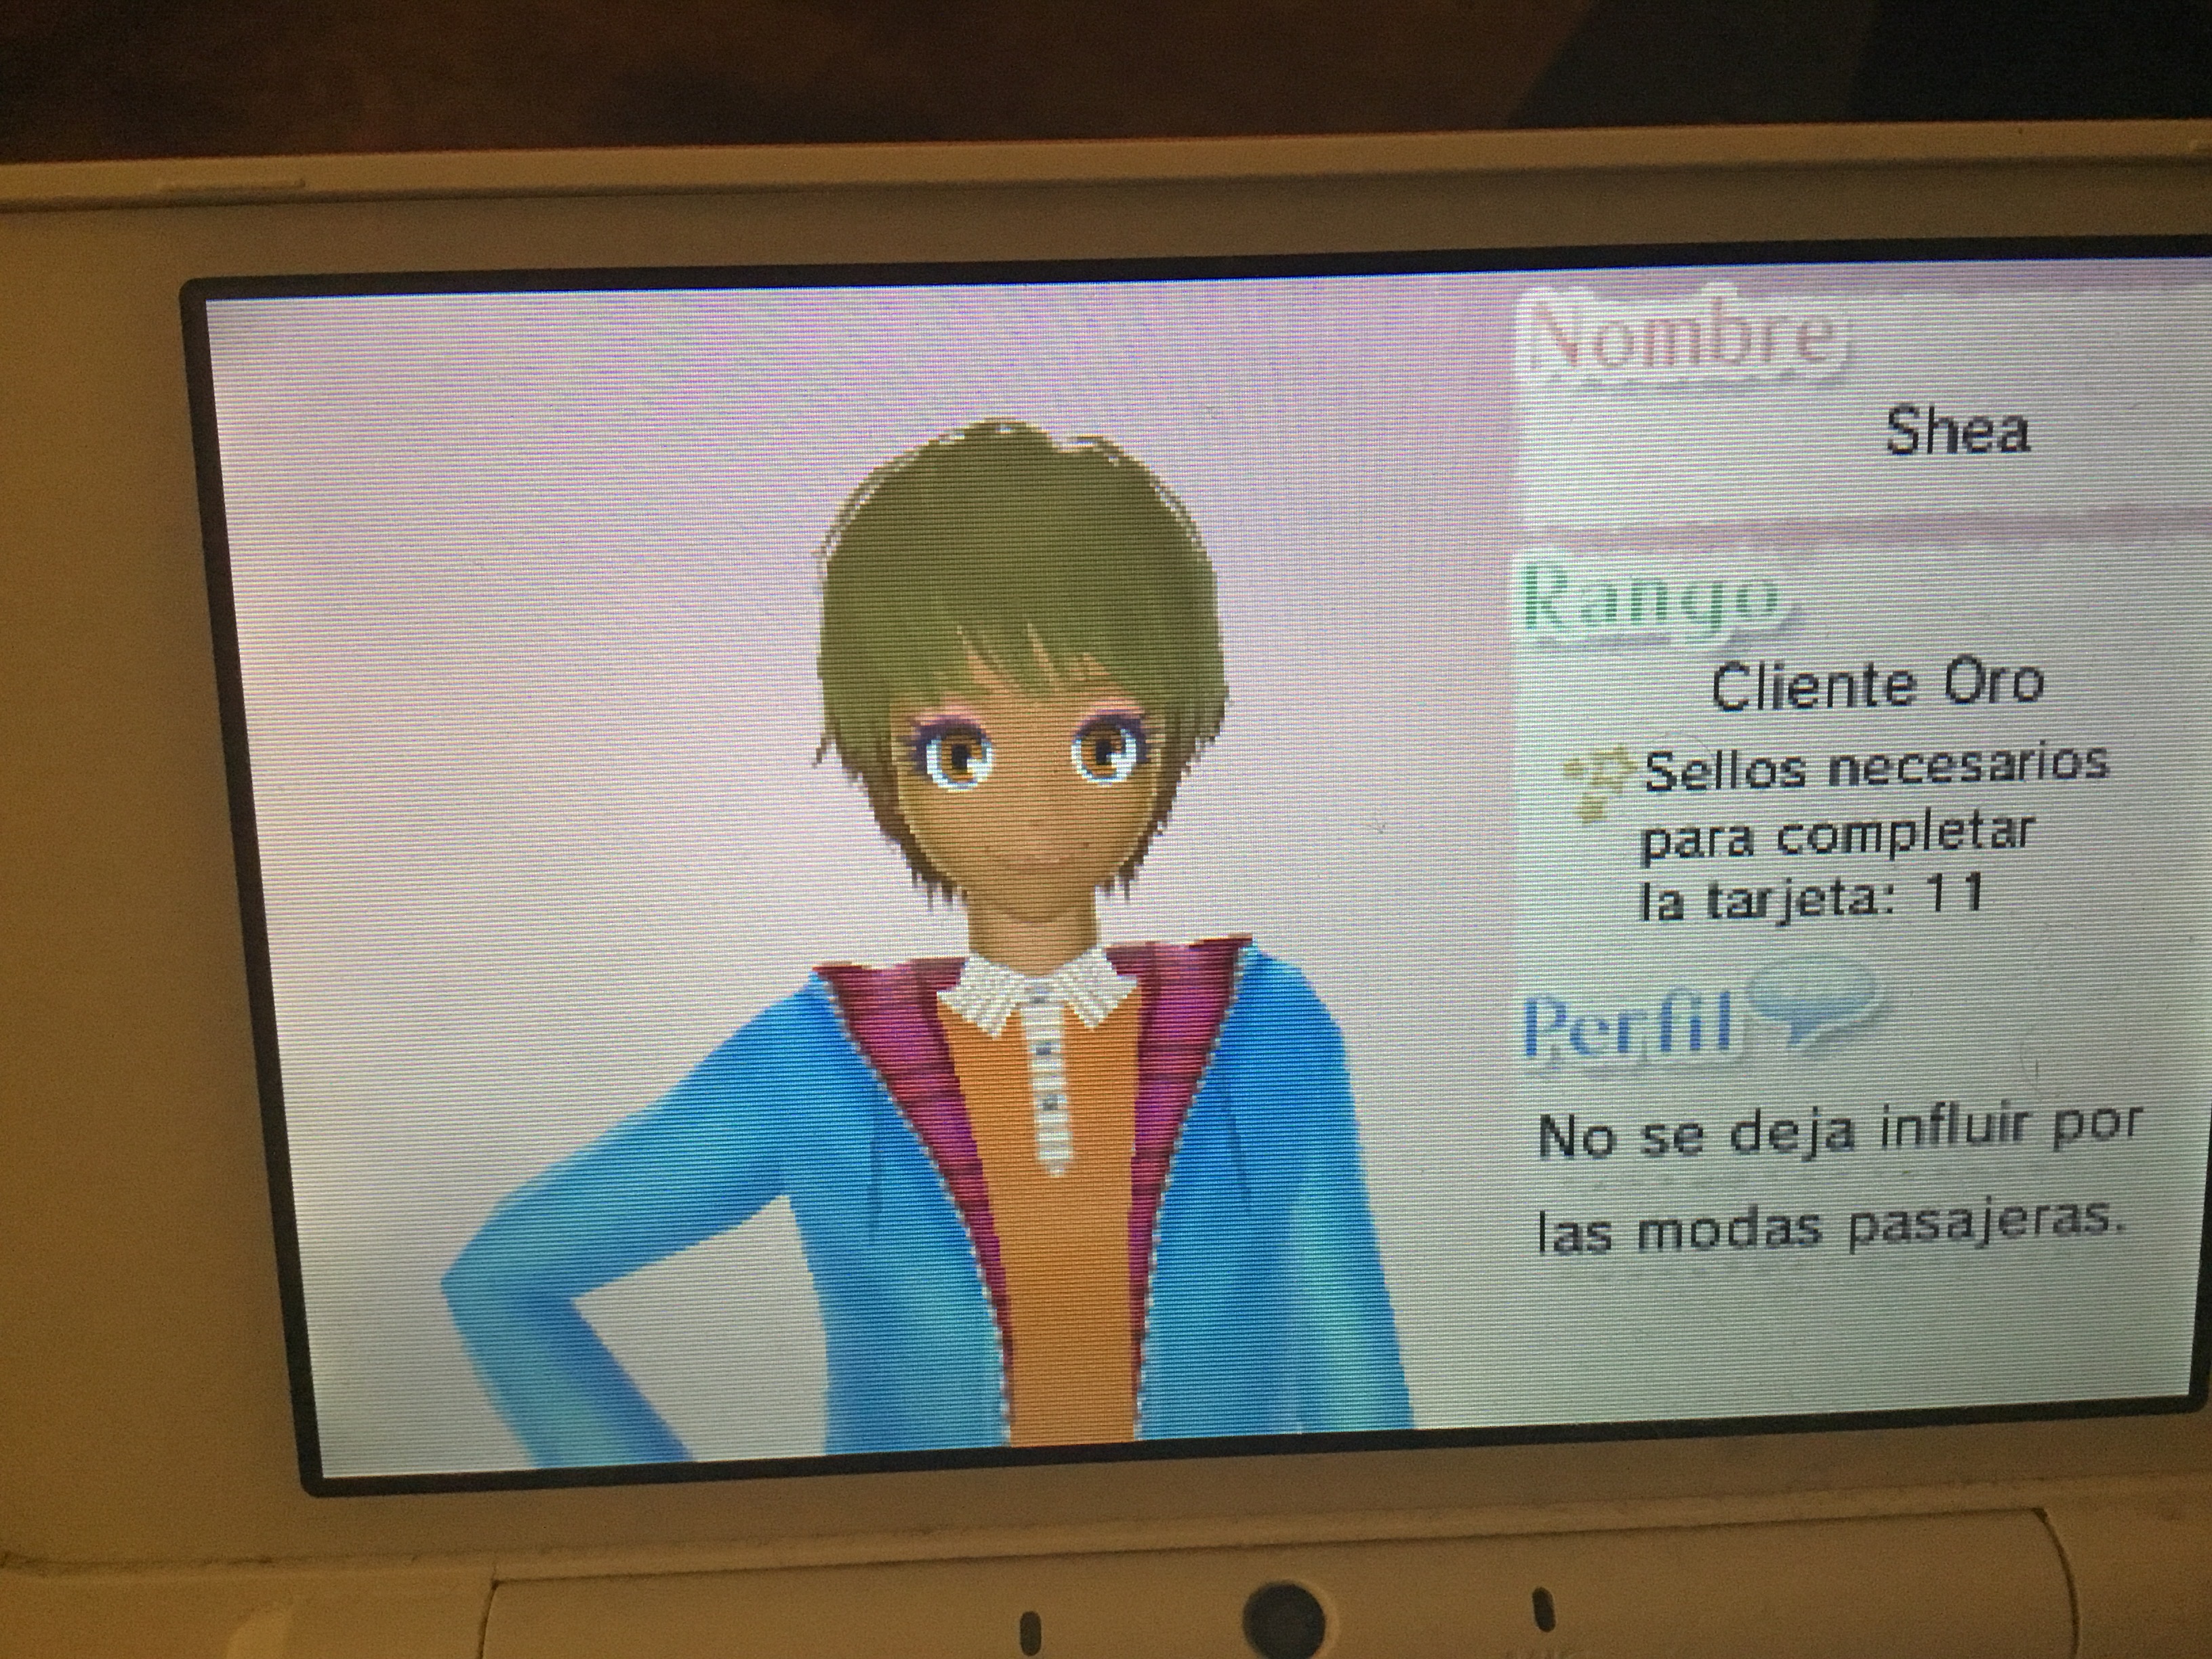 Nombre
Shea
Rango
Cliente Oro
Sellos necesarios
para completar
la tarjeta: 11
Perfil
No se deja influir por
las modas pasajeras.